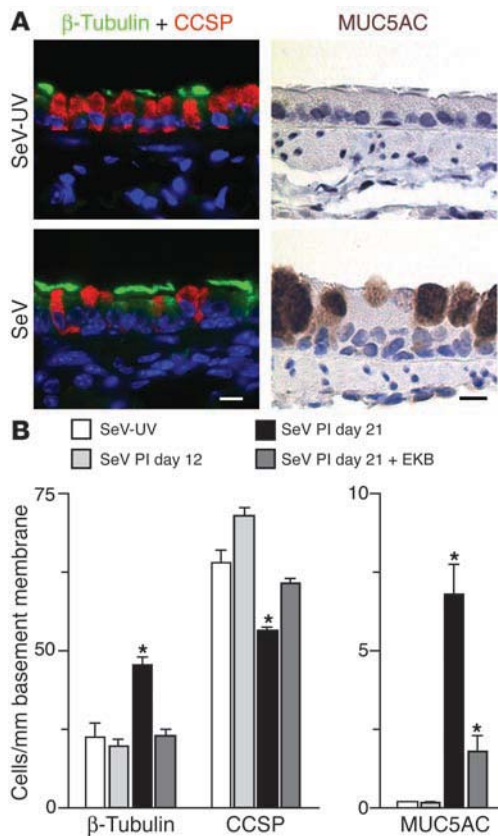 A
β-Tubulin + CCSP
MUC5AC
SeV-UV
SeV
B
SeV-UV
SeV PI day 21
SeV PI day 12
SeV PI day 21 + EKB
Cells/mm basement membrane
75
50
0
*
*
β-Tubulin
CCSP
10
5
0
*
*
MUC5AC